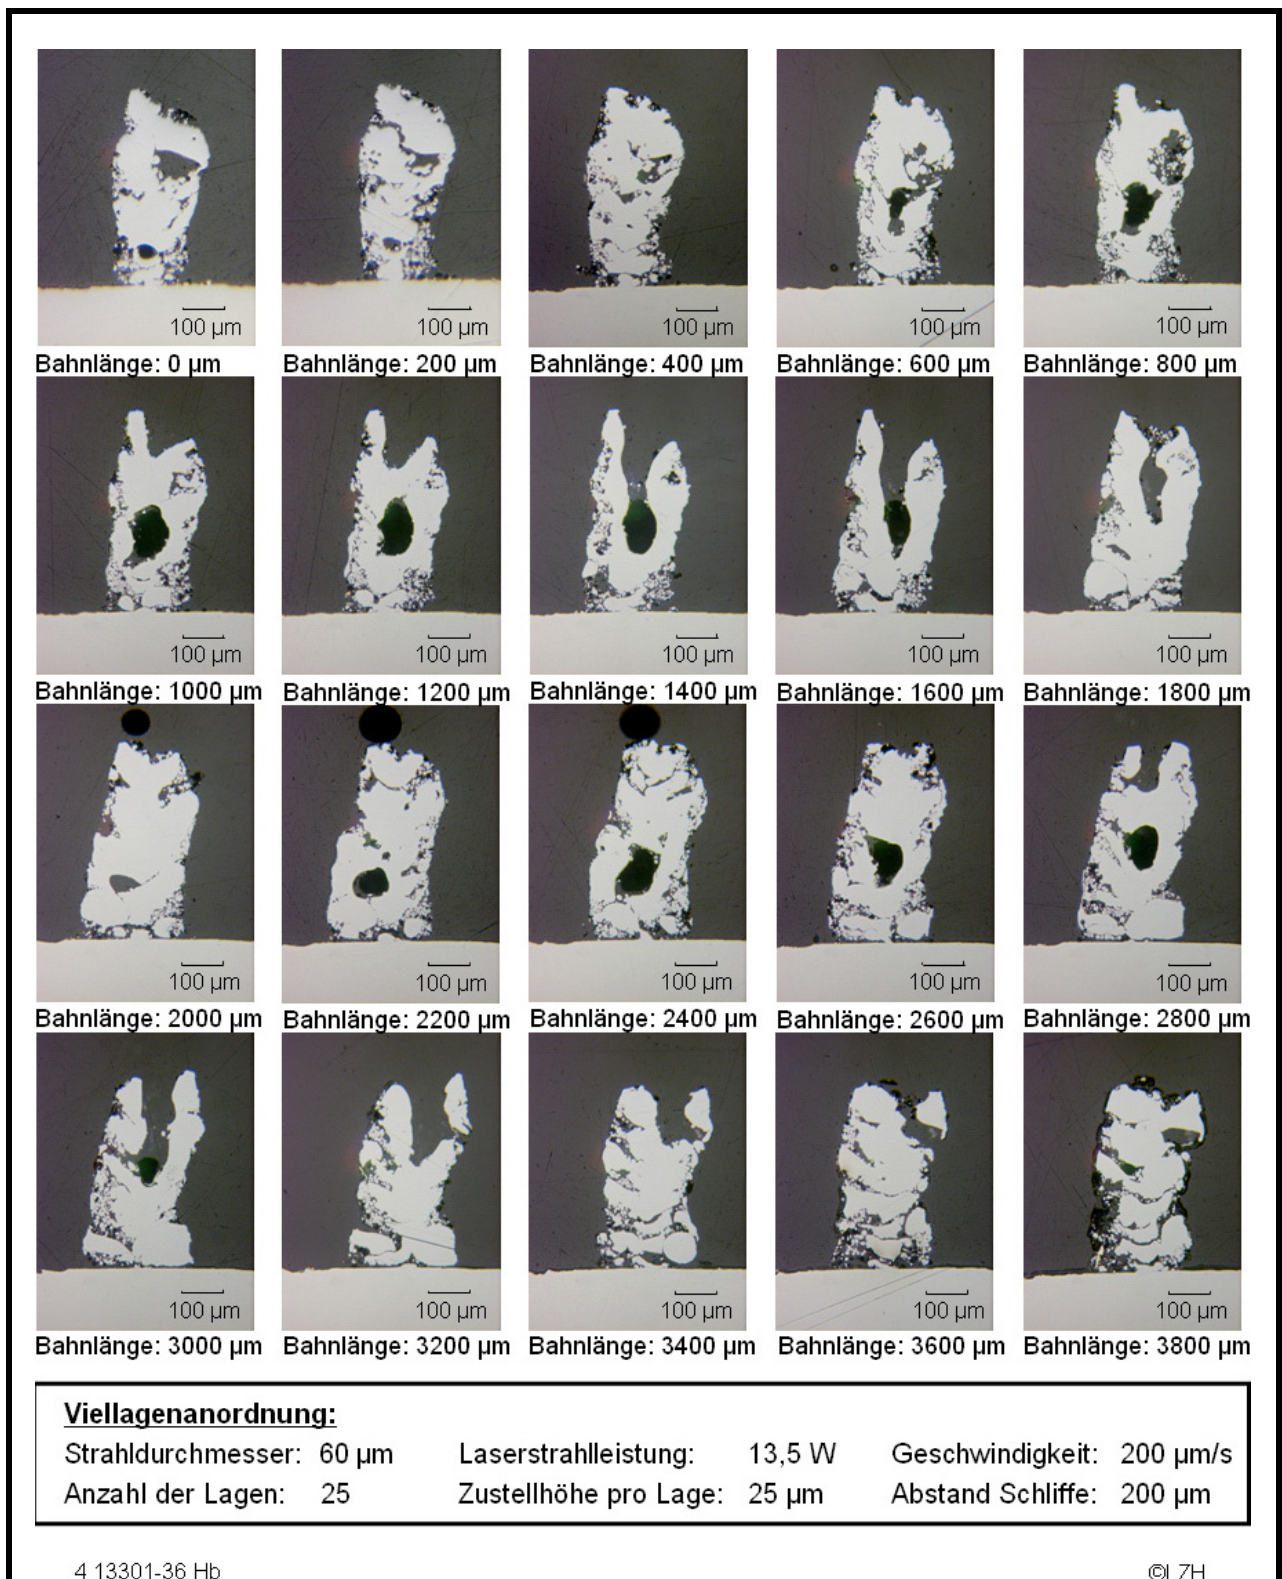 100 µm 100 µm 100 µm 100 µm 100 µm
Bahnlänge: 0 µm Bahnlänge: 200 µm Bahnlänge: 400 µm Bahnlänge: 600 µm Bahnlänge: 800 µm
100 µm 100 µm 100 µm 100 µm 100 µm
Bahnlänge: 1000 µm Bahnlänge: 1200 µm Bahnlänge: 1400 µm Bahnlänge: 1600 µm Bahnlänge: 1800 µm
100 µm 100 µm 100 µm 100 µm 100 µm
Bahnlänge: 2000 µm Bahnlänge: 2200 µm Bahnlänge: 2400 µm Bahnlänge: 2600 µm Bahnlänge: 2800 µm
100 µm 100 µm 100 µm 100 µm 100 µm
Bahnlänge: 3000 µm Bahnlänge: 3200 µm Bahnlänge: 3400 µm Bahnlänge: 3600 µm Bahnlänge: 3800 µm
Viellagenanordnung:
Strahldurchmesser: 60 µm Laserstrahlleistung: 13,5 W Geschwindigkeit: 200 µm/s
Anzahl der Lagen: 25 Zustellhöhe pro Lage: 25 µm Abstand Schliffe: 200 µm
4 13301-36 Hb ©LZH